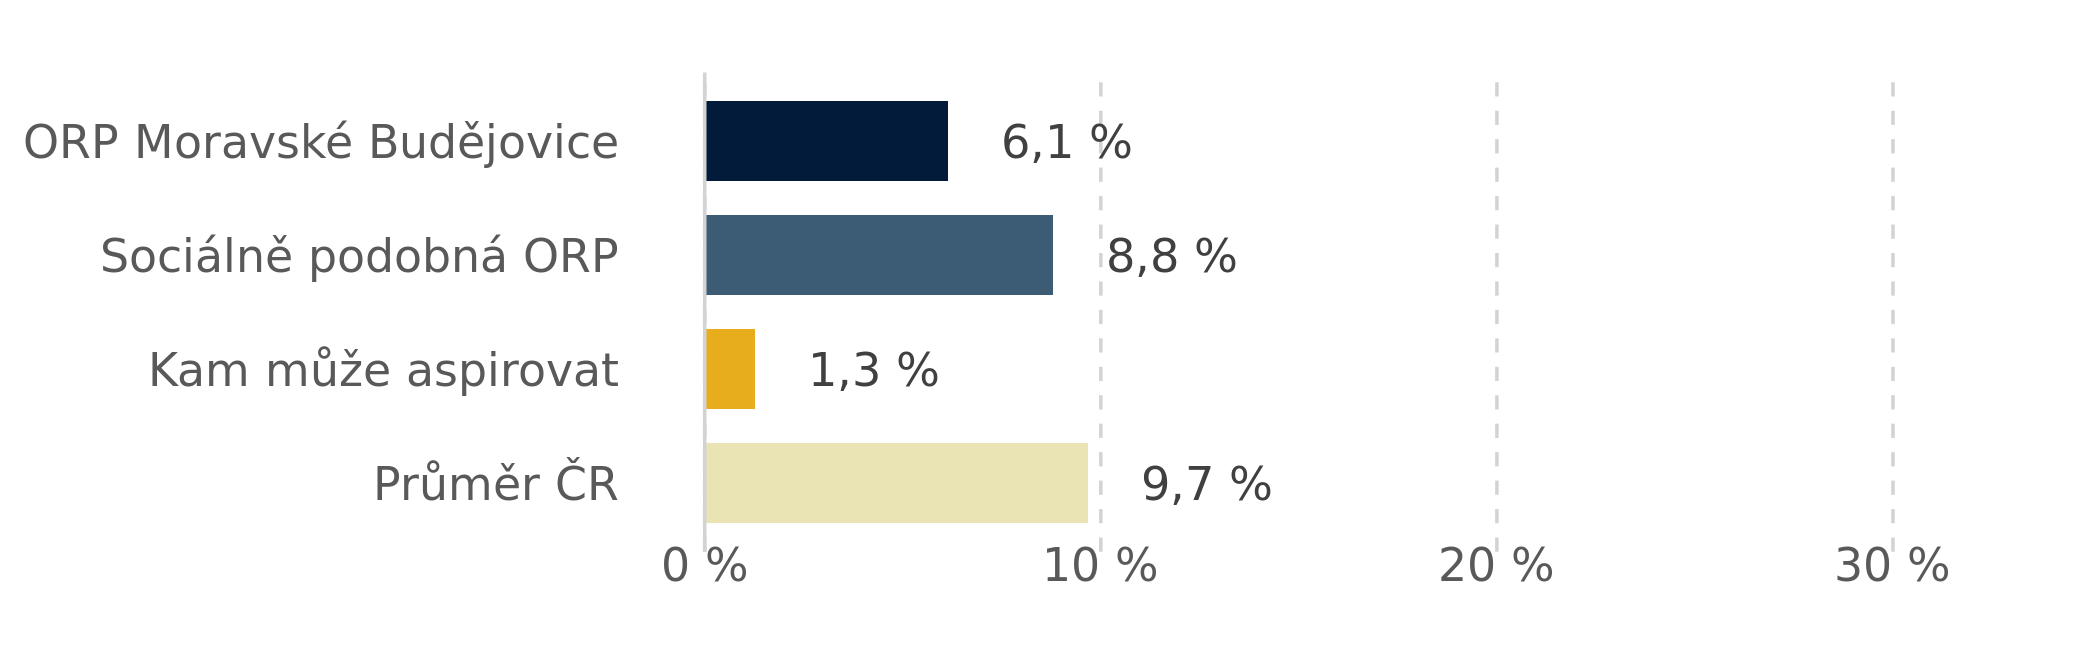 ORP Moravské Budějovice 6,1 %
Sociálně podobná ORP 8,8 %
Kam může aspirovat 1,3 %
Průměr ČR 9,7 %
0 % 10 % 20 % 30 %